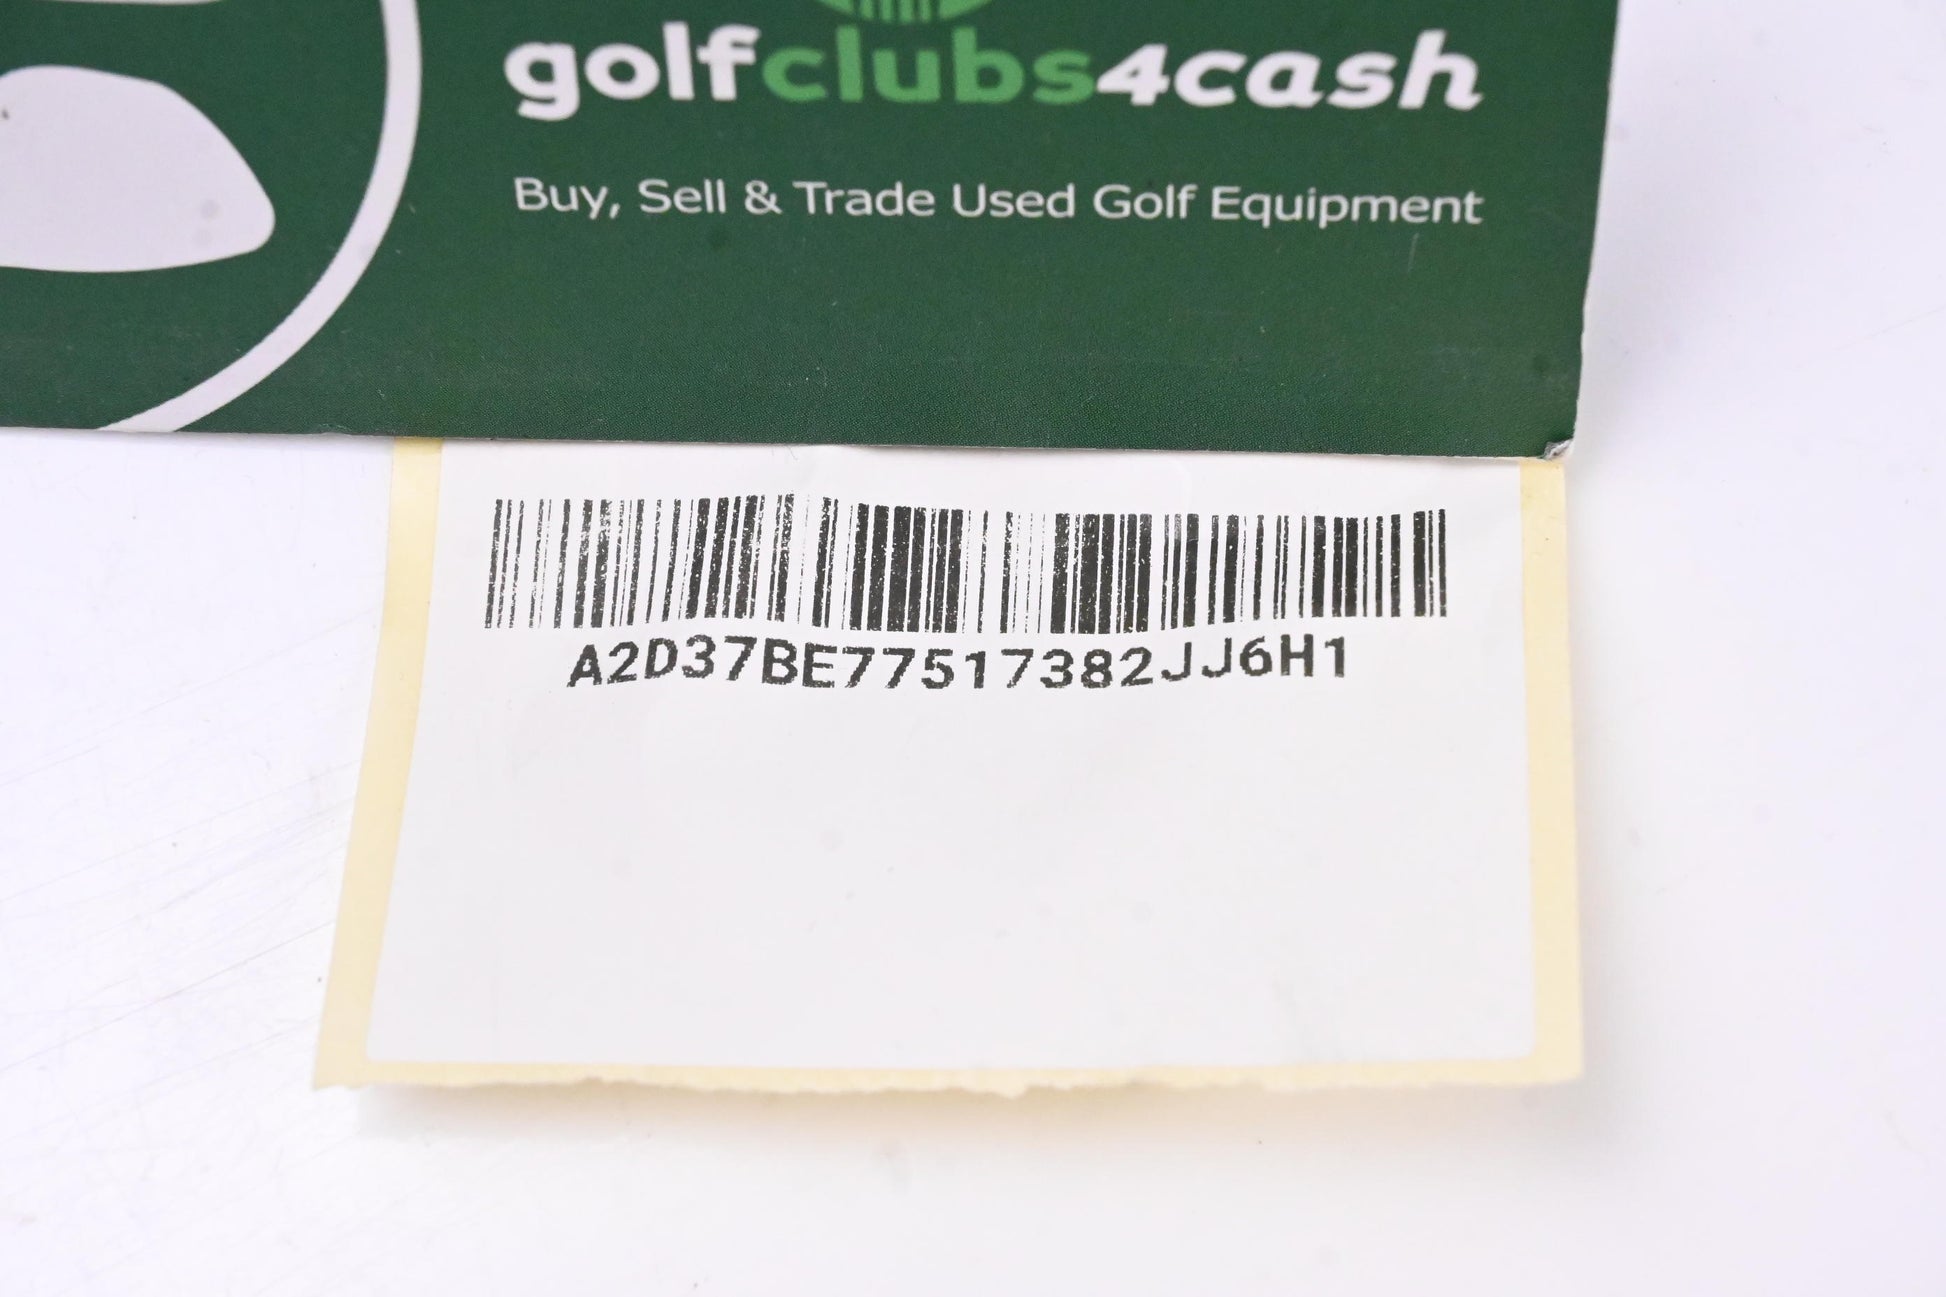 golfclubs4cash
Buy, Sell & Trade Used Golf Equipment
A2D37BE77517382JJ6H1